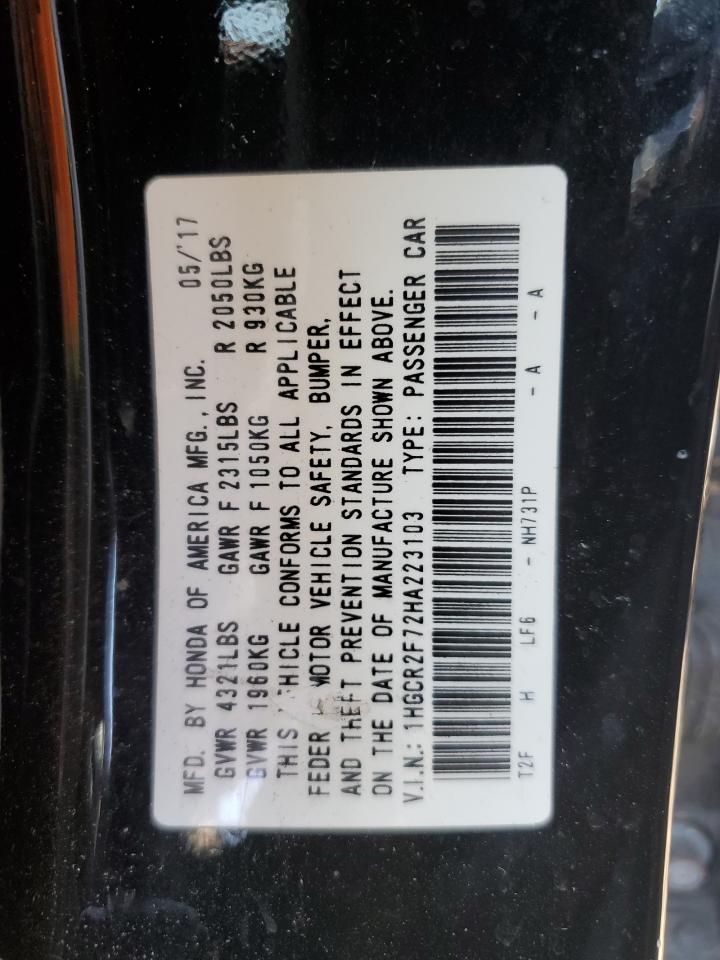 MFD. BY HONDA OF AMERICA MFG., INC. 05/'17
GVWR 4321LBS GAWR F 2315LBS R 2050LBS
GVWR 1960KG GAWR F 1050KG R 930KG
THIS CONFORMS TO ALL APPLICABLE
MOTOR VEHICLE SAFETY, BUMPER,
AND THEFT PREVENTION STANDARDS IN EFFECT
ON THE DATE OF MANUFACTURE SHOWN ABOVE.
V.I.N.: 1HGCR2F72HA223103 TYPE: PASSENGER CAR
T2F H LF6 - NH731P - A - A